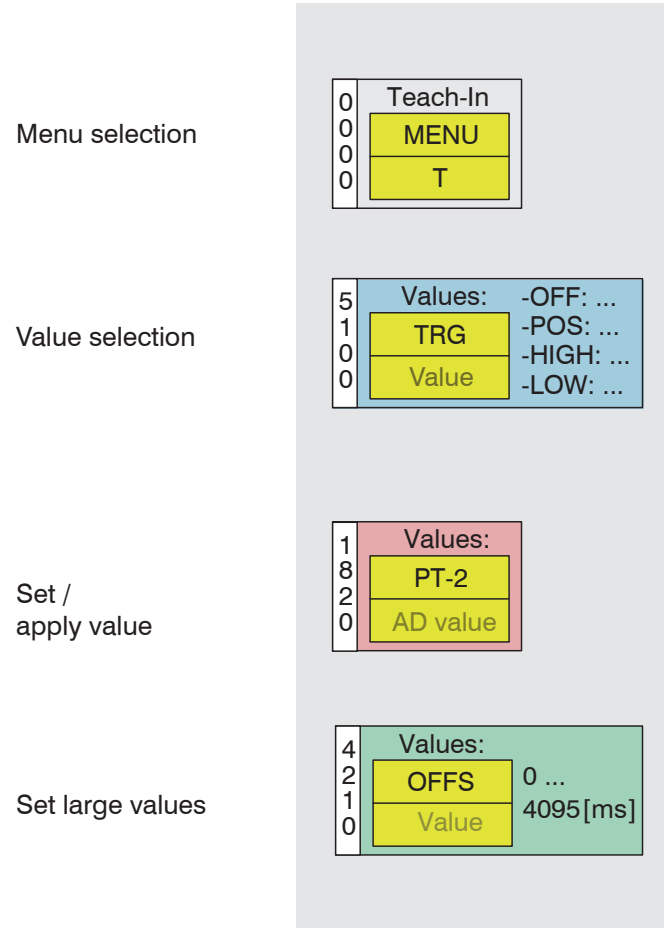 Menu selection
0
0
0
0
Teach-In
MENU
T
Value selection
5
1
0
0
Values:
TRG
Value
-OFF: ...
-POS: ...
-HIGH: ...
-LOW: ...
Set /
apply value
1
8
2
0
Values:
PT-2
AD value
Set large values
4
2
1
0
Values:
OFFS
Value
0 ...
4095[ms]